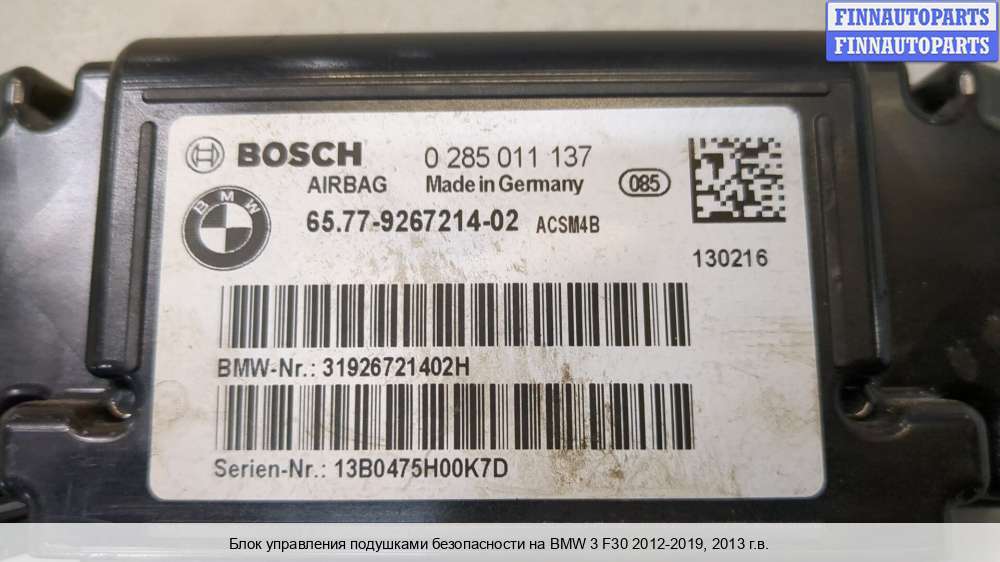 FINNAUTOPARTS
FINNAUTOPARTS
BOSCH 0 285 011 137
AIRBAG Made in Germany 085
BMW
65.77-9267214-02 ACSM4B
130216
BMW-Nr.: 31926721402H
Serien-Nr.: 13B0475H00K7D
Блок управления подушками безопасности на BMW 3 F30 2012-2019, 2013 г.в.